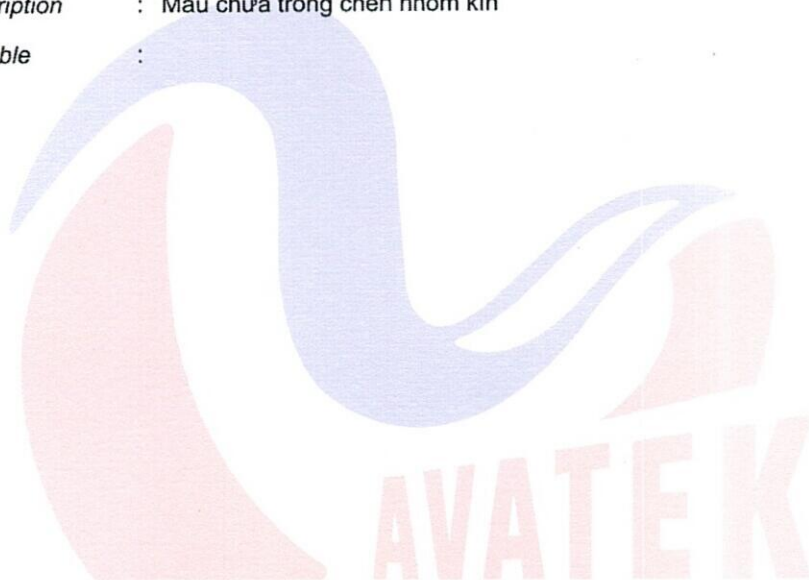 ription : Mẫu chứa trong chén nhôm kín
ble :
AVATEK